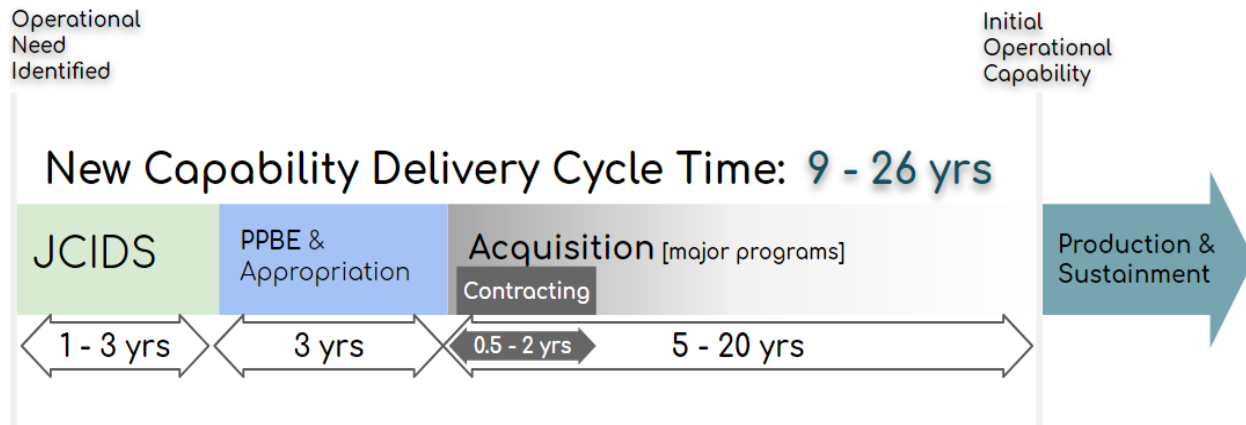 Operational
Need
Identified
Initial
Operational
Capability
New Capability Delivery Cycle Time: 9 - 26 yrs
JCIDS
PPBE &
Appropriation
Acquisition [major programs]
Contracting
Production &
Sustainment
1 - 3 yrs
3 yrs
0.5 - 2 yrs
5 - 20 yrs